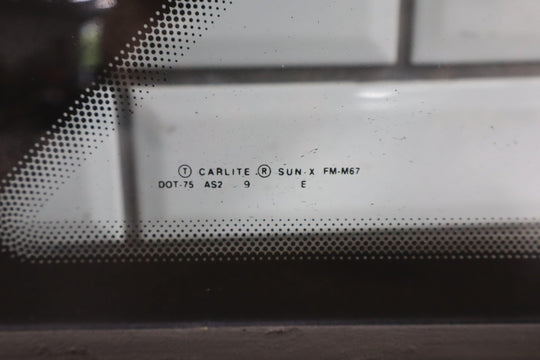 Ⓣ CARLITE ® SUN-X FM-M67
DOT-75 AS2 9 E